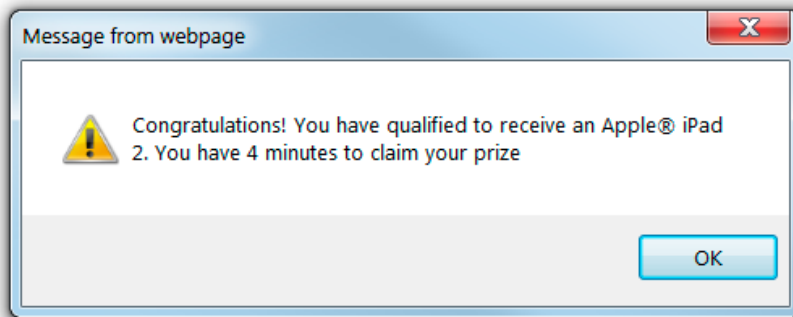 Message from webpage
Congratulations! You have qualified to receive an Apple® iPad
2. You have 4 minutes to claim your prize
OK